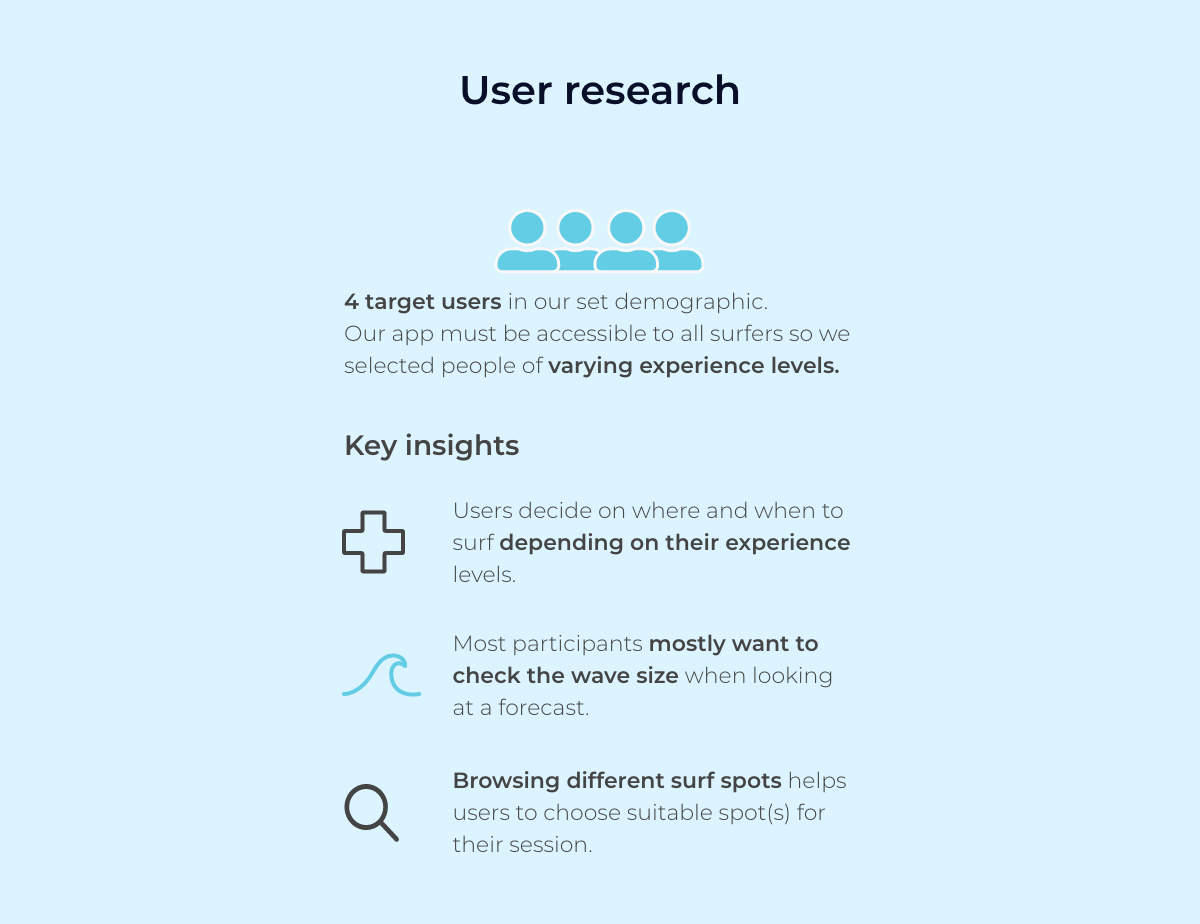 User research
4 target users in our set demographic.
Our app must be accessible to all surfers so we
selected people of varying experience levels.
Key insights
Users decide on where and when to
surf depending on their experience
levels.
Most participants mostly want to
check the wave size when looking
at a forecast.
Browsing different surf spots helps
users to choose suitable spot(s) for
their session.